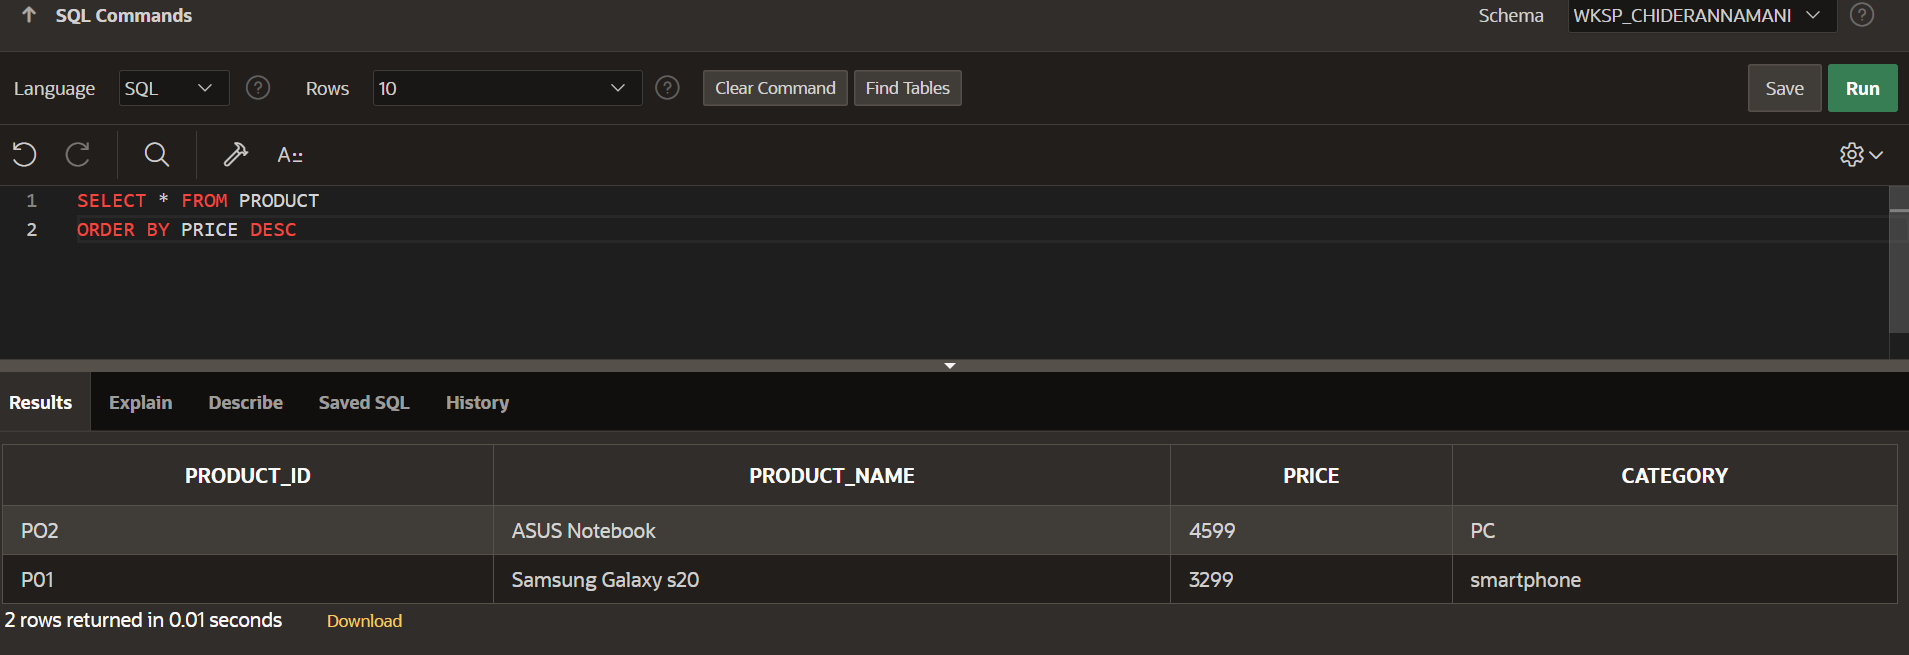 SQL Commands
Schema WKSP_CHIDERANNAMANI ?
Language SQL ? Rows 10 ? Clear Command Find Tables Save Run
A::
1 SELECT * FROM PRODUCT
2 ORDER BY PRICE DESC
Results Explain Describe Saved SQL History
PRODUCT_ID PRODUCT_NAME PRICE CATEGORY
PO2 ASUS Notebook 4599 PC
P01 Samsung Galaxy s20 3299 smartphone
2 rows returned in 0.01 seconds Download